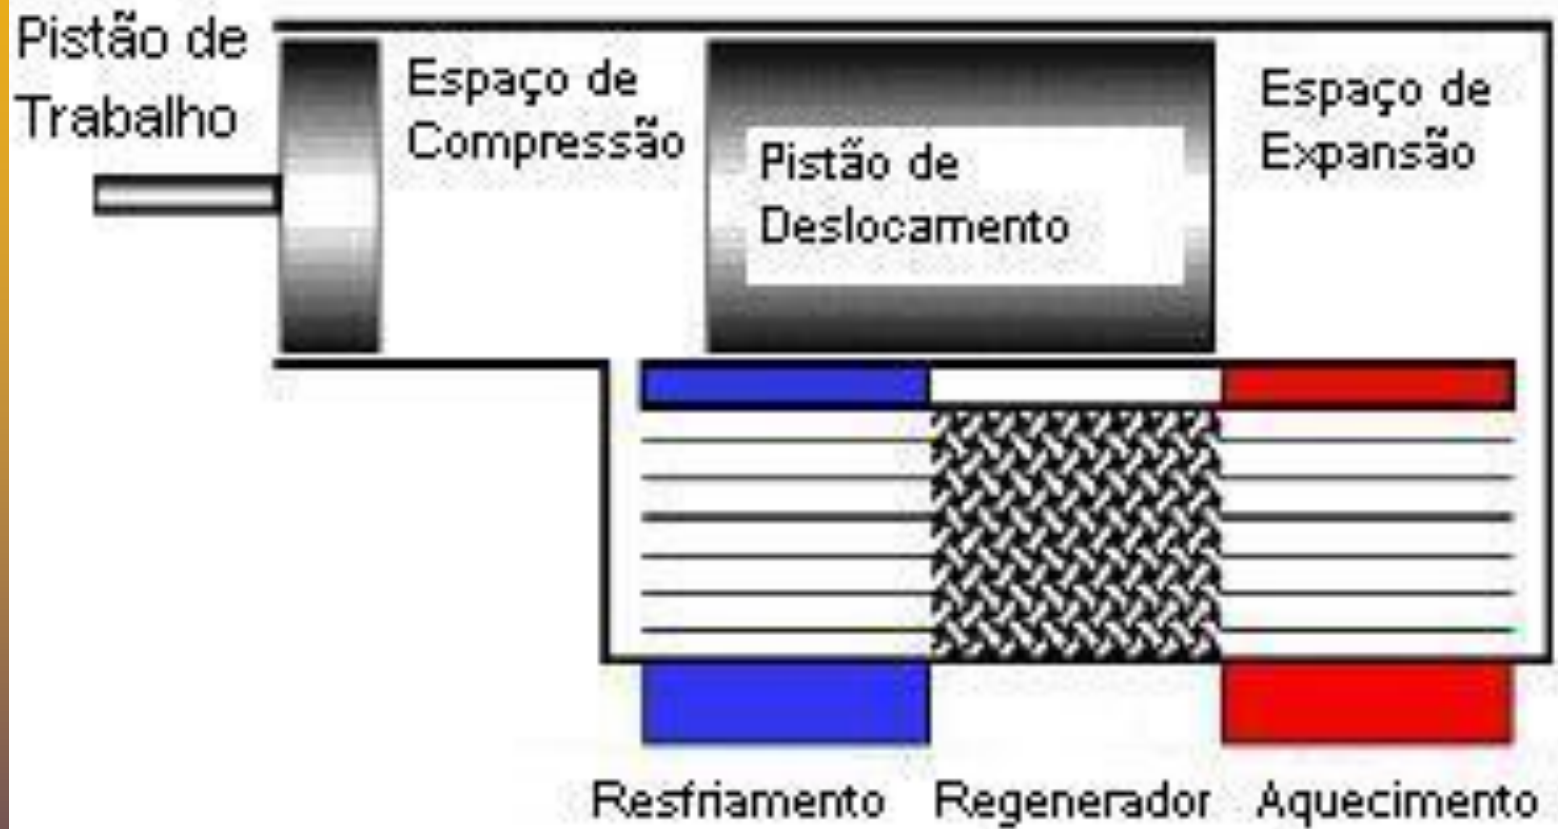 Pistão de
Trabalho
Espaço de
Compressão
Pistão de
Deslocamento
Espaço de
Expansão
Resfriamento
Regenerador
Aquecimento